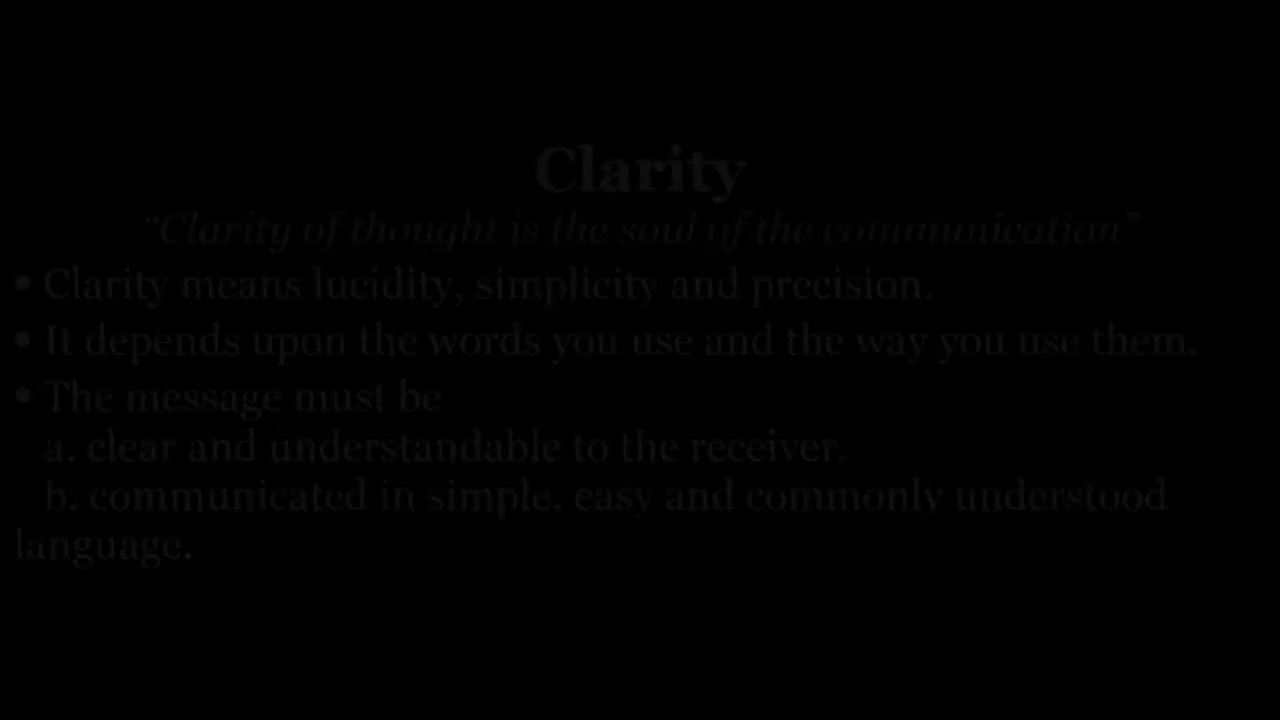 Clarity
“Clarity of thought is the soul of the communication”
• Clarity means lucidity, simplicity and precision.
• It depends upon the words you use and the way you use them.
• The message must be
a. clear and understandable to the receiver.
b. communicated in simple, easy and commonly understood
language.